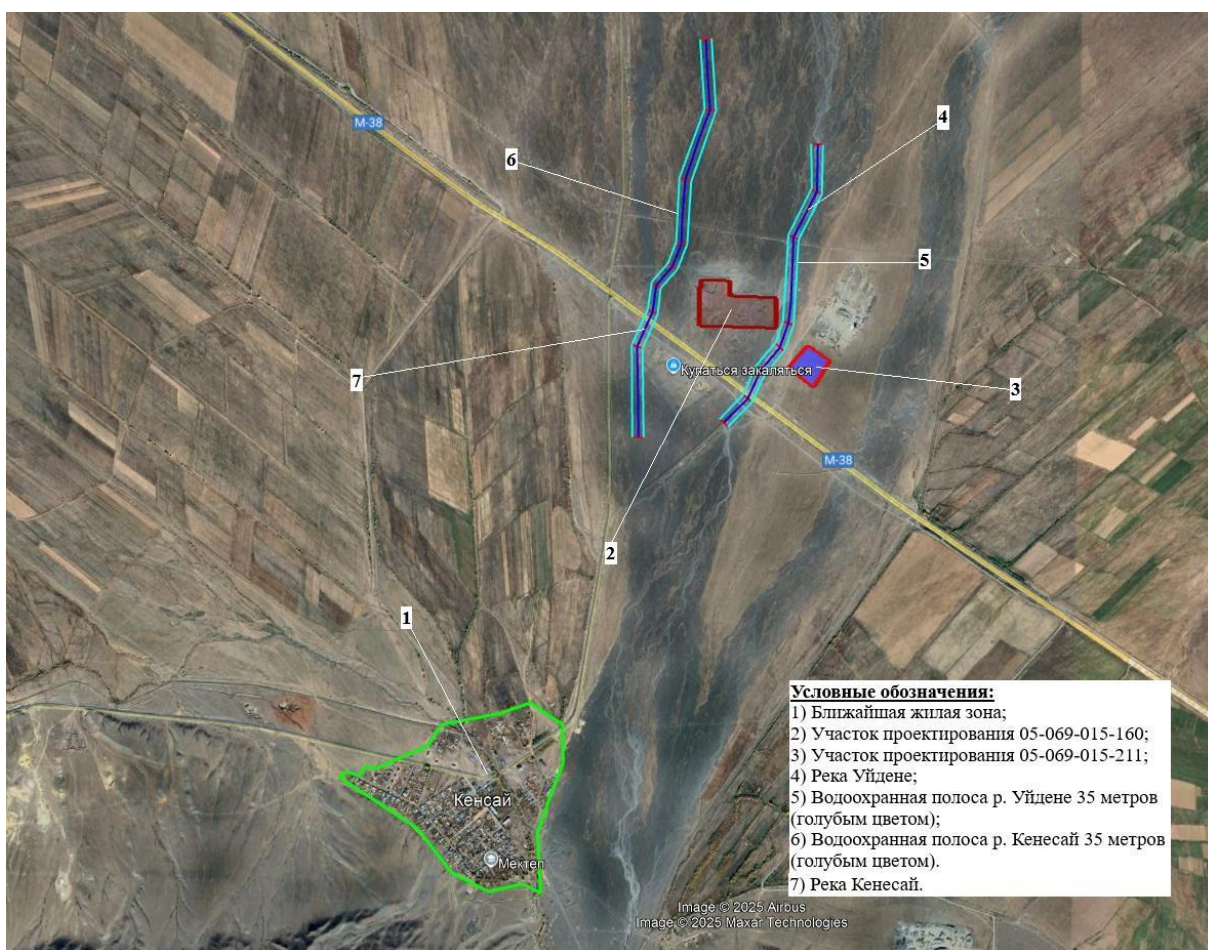 М-38
4
6
5
Купаться закаляться
7
3
М-38
2
1
Условные обозначения:
1) Ближайшая жилая зона;
2) Участок проектирования 05-069-015-160;
3) Участок проектирования 05-069-015-211;
4) Река Уйдене;
5) Водоохранная полоса р. Уйдене 35 метров
(голубым цветом);
6) Водоохранная полоса р. Кенесай 35 метров
(голубым цветом).
7) Река Кенесай.
Кенсай
Мектеп
Image © 2025 Airbus
Image © 2025 Maxar Technologies